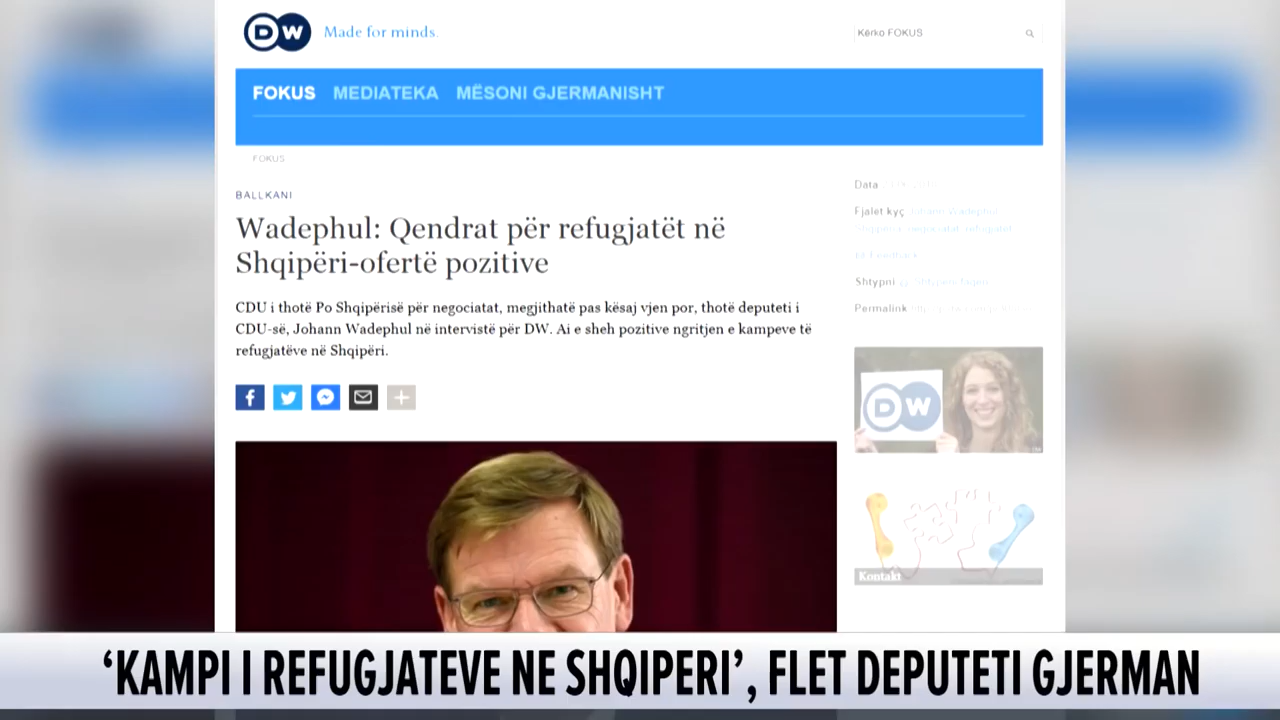 DW Made for minds.
Kërko FOKUS
FOKUS MEDIATEKA MËSONI GJERMANISHT
FOKUS
BALLKANI
Wadephul: Qendrat për refugjatët në
Shqipëri-ofertë pozitive
CDU i thotë Po Shqipërisë për negociatat, megjithatë pas kësaj vjen por, thotë deputeti i
CDU-së, Johann Wadephul në intervistë për DW. Ai e sheh pozitive ngritjen e kampeve të
refugjatëve në Shqipëri.
Data
Fjalët kyç Johann Wadephul
Shtypni
Permalink
DW
Kontakt
‘KAMPI I REFUGJATEVE NE SHQIPERI’, FLET DEPUTETI GJERMAN